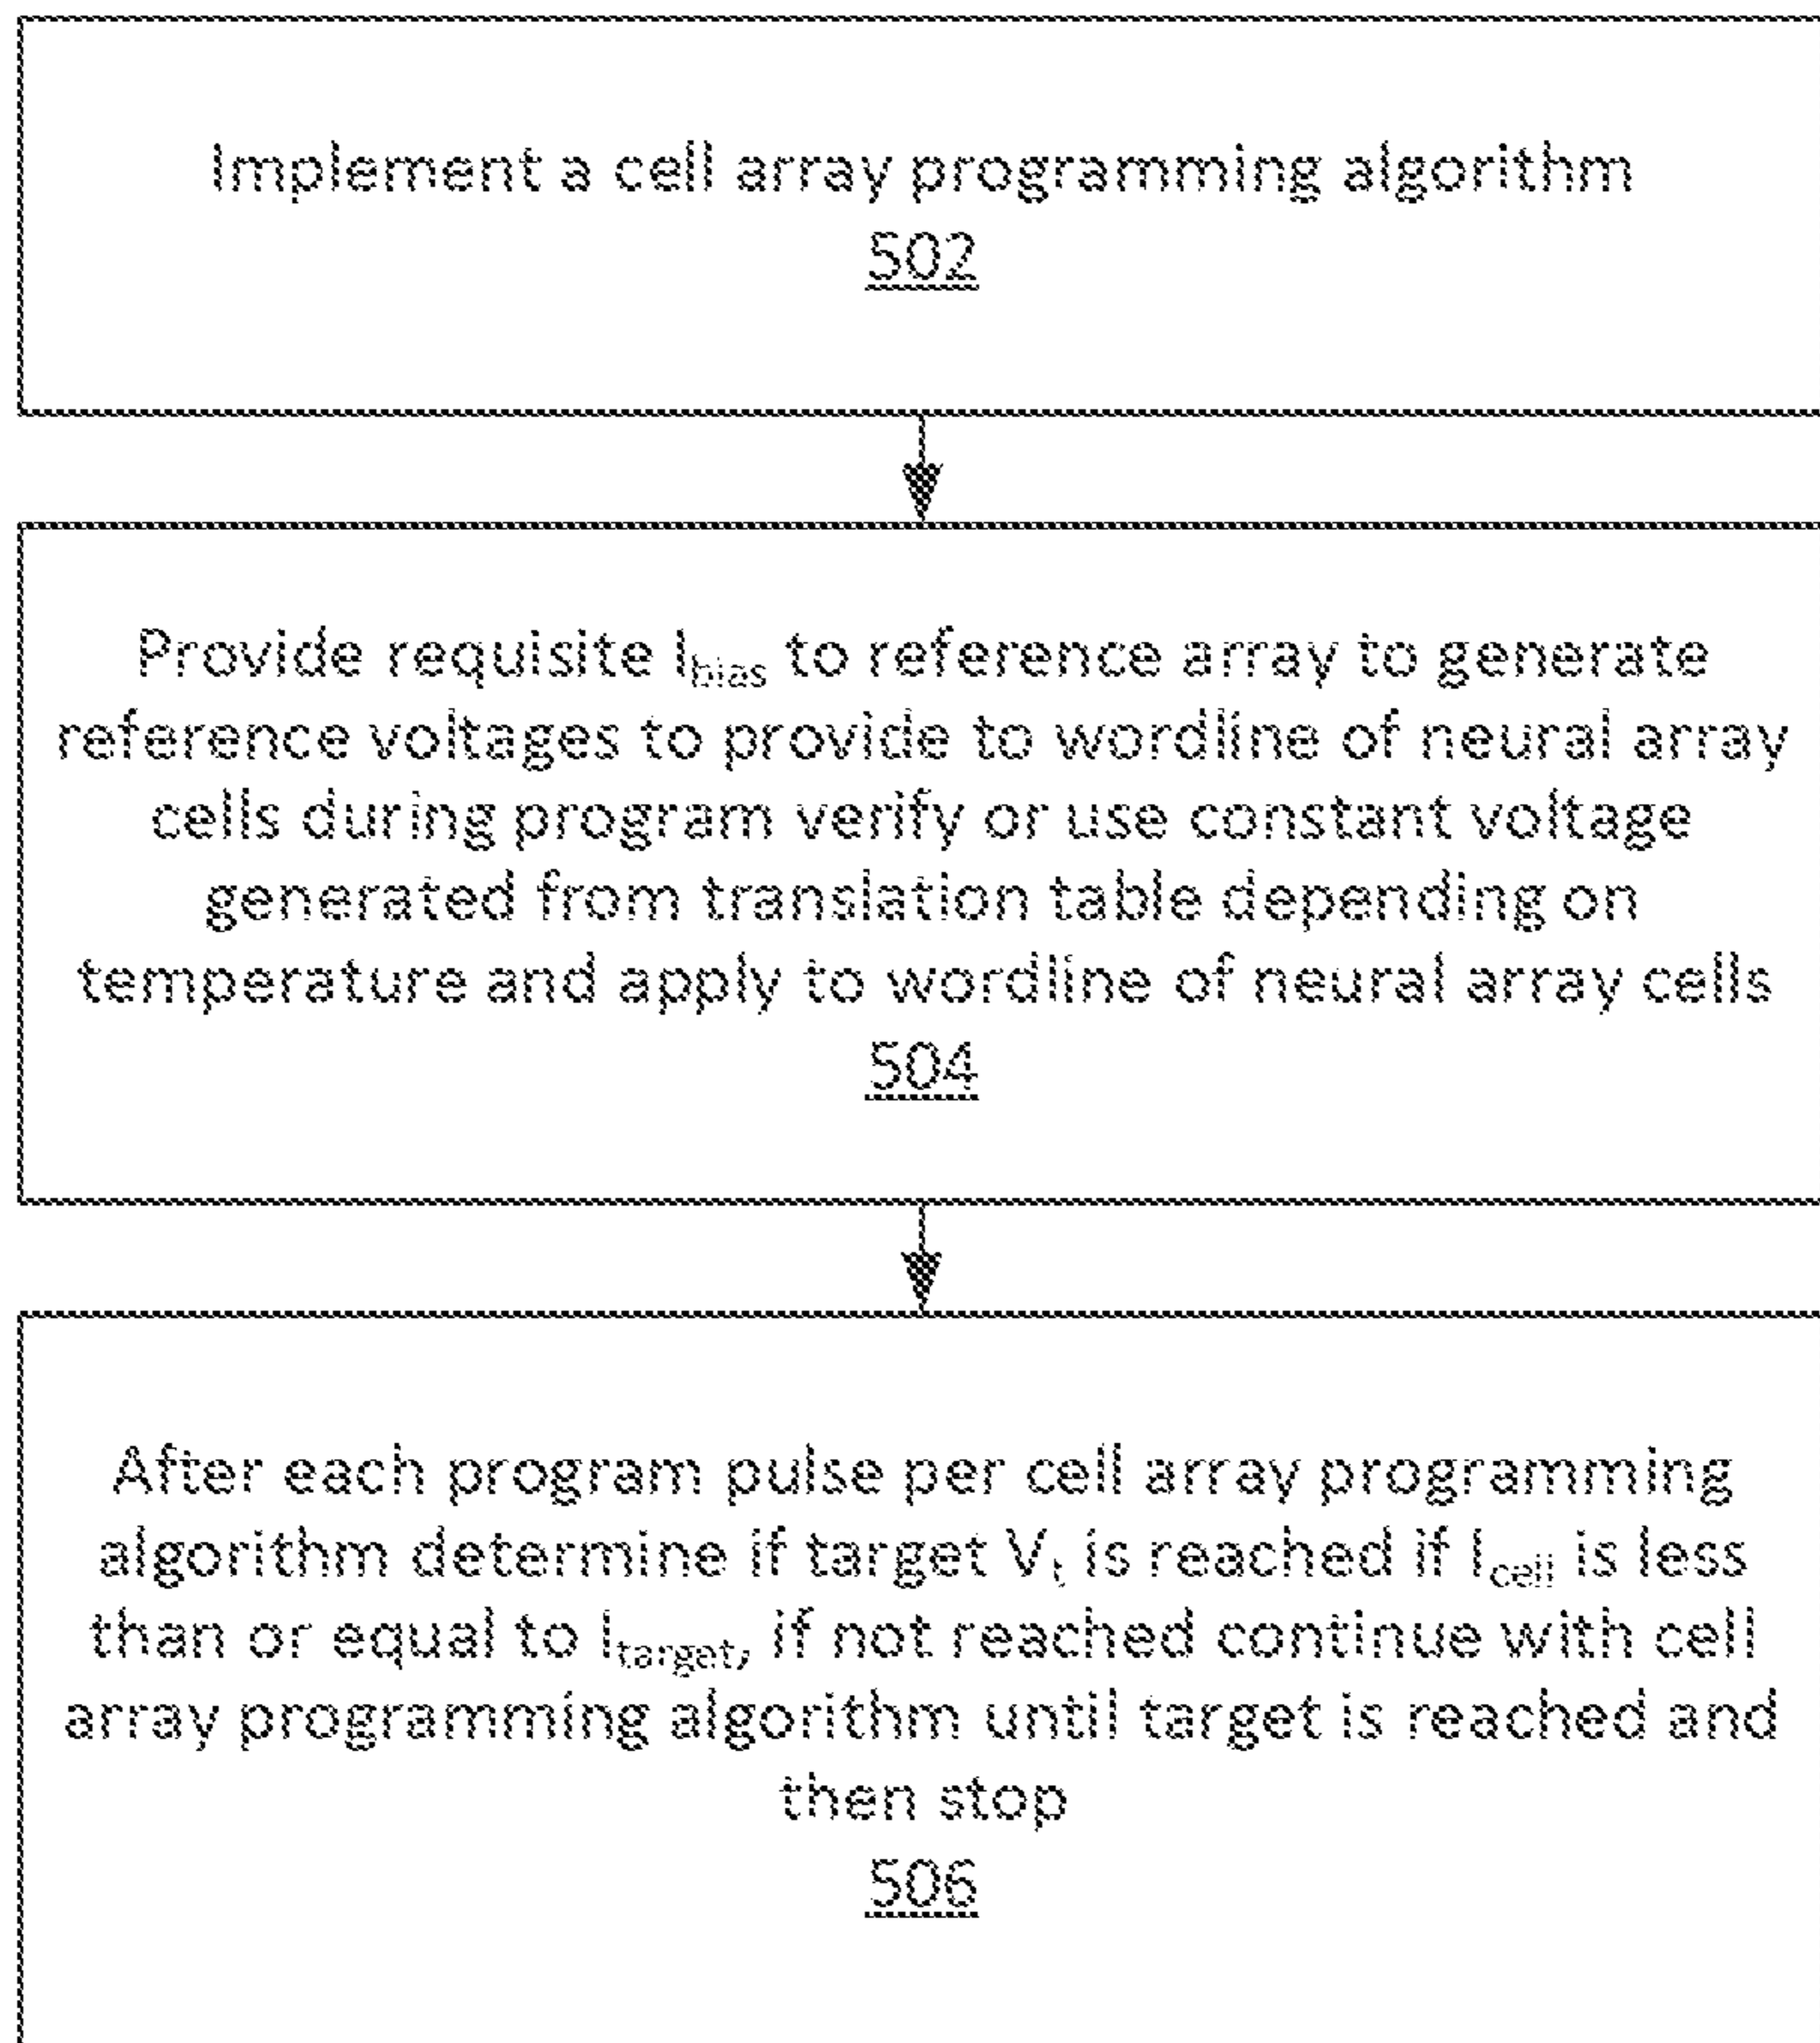 Implement a cell array programming algorithm
502
Provide requisite I_bias to reference array to generate
reference voltages to provide to wordline of neural array
cells during program verify or use constant voltage
generated from translation table depending on
temperature and apply to wordline of neural array cells
504
After each program pulse per cell array programming
algorithm determine if target V_t is reached if I_cell is less
than or equal to I_target, if not reached continue with cell
array programming algorithm until target is reached and
then stop
506